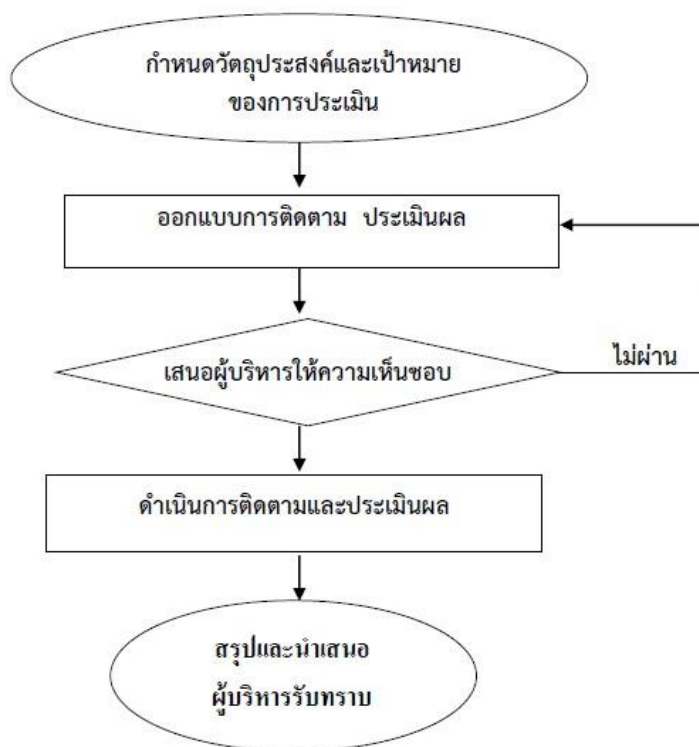 กำหนดวัตถุประสงค์และเป้าหมาย
ของการประเมิน
ออกแบบการติดตาม ประเมินผล
เสนอผู้บริหารให้ความเห็นชอบ
ไม่ผ่าน
ดำเนินการติดตามและประเมินผล
สรุปและนำเสนอ
ผู้บริหารรับทราบ